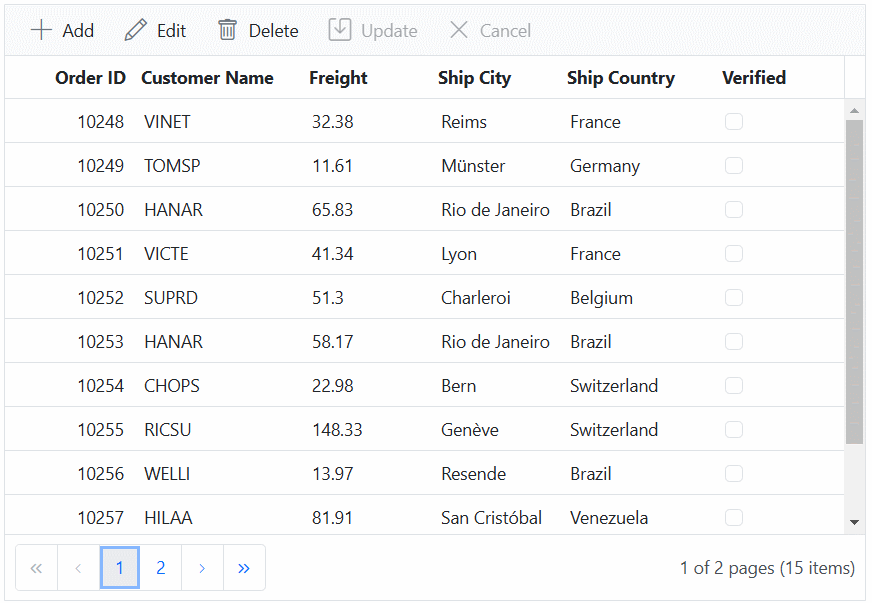 Add Edit Delete Update Cancel
Order ID Customer Name Freight Ship City Ship Country Verified
10248 VINET 32.38 Reims France
10249 TOMSP 11.61 Münster Germany
10250 HANAR 65.83 Rio de Janeiro Brazil
10251 VICTE 41.34 Lyon France
10252 SUPRD 51.3 Charleroi Belgium
10253 HANAR 58.17 Rio de Janeiro Brazil
10254 CHOPS 22.98 Bern Switzerland
10255 RICSU 148.33 Genève Switzerland
10256 WELLI 13.97 Resende Brazil
10257 HILAA 81.91 San Cristóbal Venezuela
« ‹ 1 2 › » 1 of 2 pages (15 items)